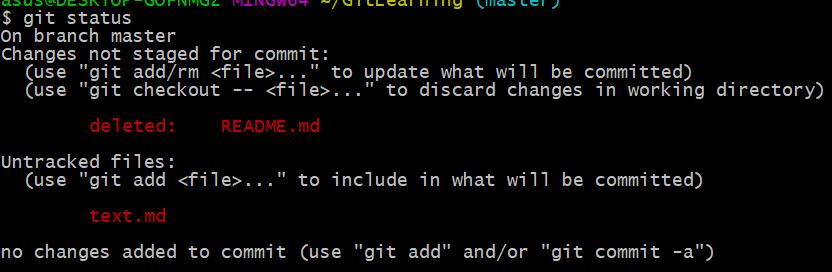 asus@DESKTOP-GOFNMG2 MINGW64 ~/GitLearning (master)
$ git status
On branch master
Changes not staged for commit:
(use "git add/rm <file>..." to update what will be committed)
(use "git checkout -- <file>..." to discard changes in working directory)
deleted: README.md
Untracked files:
(use "git add <file>..." to include in what will be committed)
text.md
no changes added to commit (use "git add" and/or "git commit -a")